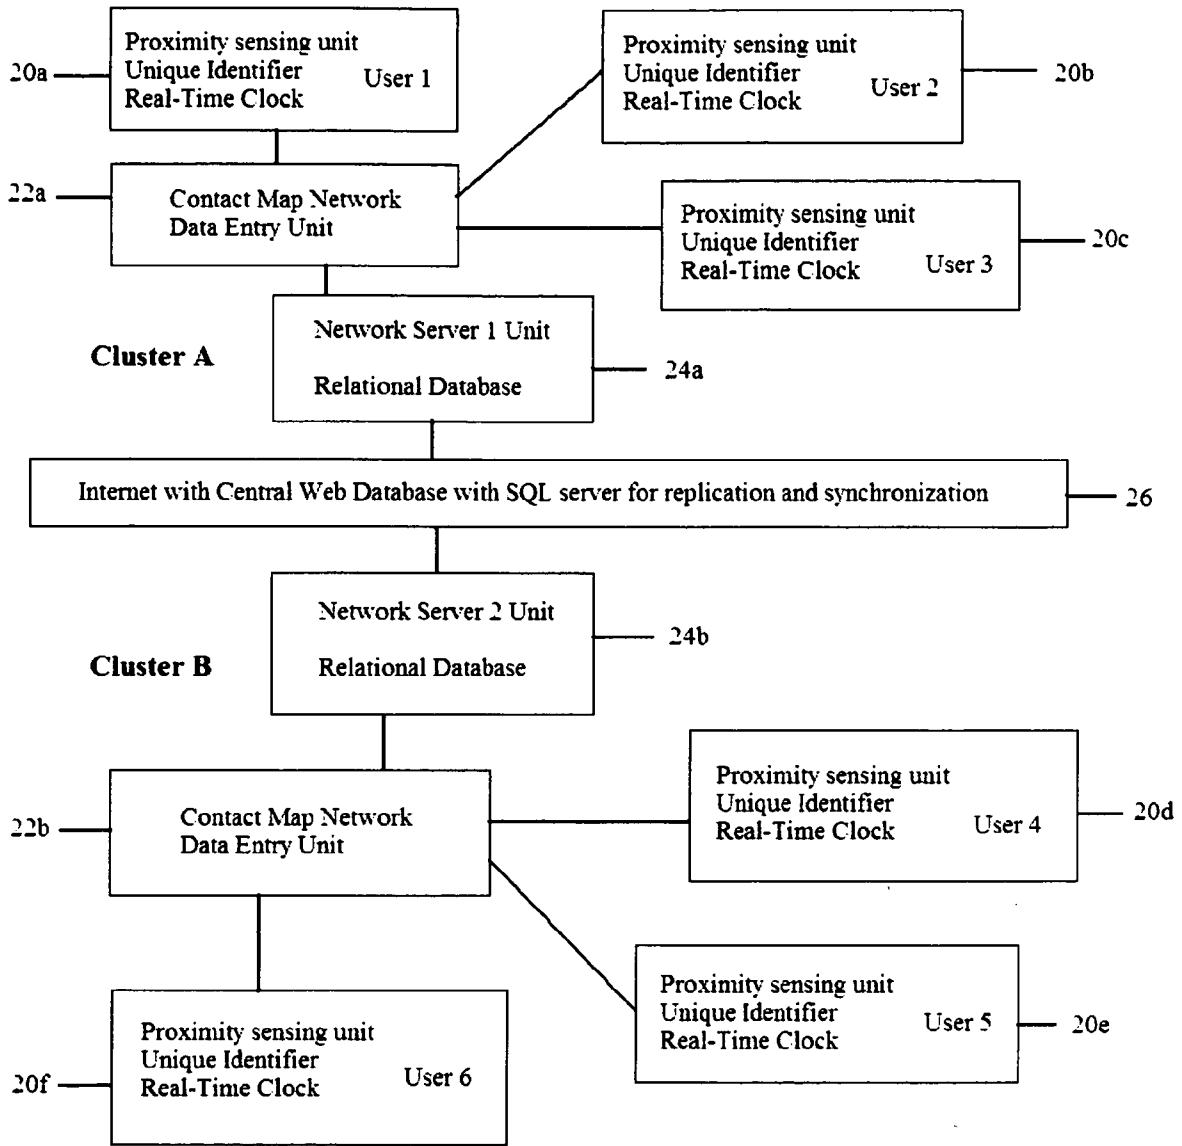 Proximity sensing unit
Unique Identifier
Real-Time Clock
User 1
20a
Proximity sensing unit
Unique Identifier
Real-Time Clock
User 2
20b
22a
Contact Map Network
Data Entry Unit
Proximity sensing unit
Unique Identifier
Real-Time Clock
User 3
20c
Cluster A
Network Server 1 Unit
Relational Database
24a
Internet with Central Web Database with SQL server for replication and synchronization
26
Network Server 2 Unit
Relational Database
24b
Cluster B
22b
Contact Map Network
Data Entry Unit
Proximity sensing unit
Unique Identifier
Real-Time Clock
User 4
20d
Proximity sensing unit
Unique Identifier
Real-Time Clock
User 5
20e
Proximity sensing unit
Unique Identifier
Real-Time Clock
User 6
20f